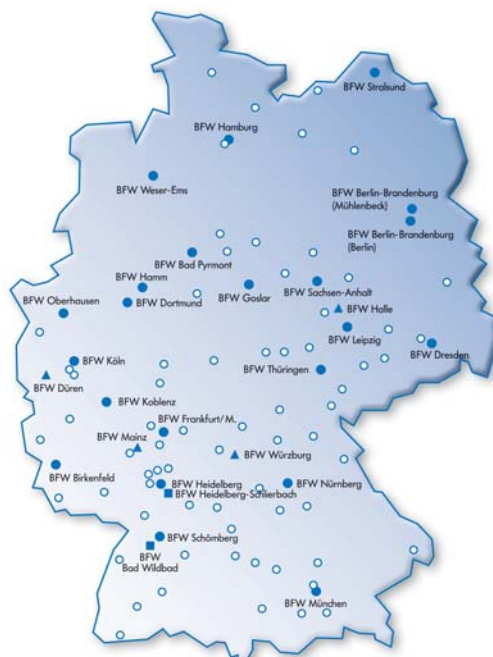 BFW Stralsund
BFW Hamburg
BFW Weser-Ems
BFW Berlin-Brandenburg
(Mühlenbeck)
BFW Berlin-Brandenburg
(Berlin)
BFW Bad Pyrmont
BFW Hamm
BFW Goslar
BFW Sachsen-Anhalt
BFW Oberhausen
BFW Dortmund
BFW Halle
BFW Leipzig
BFW Dresden
BFW Köln
BFW Thüringen
BFW Düren
BFW Koblenz
BFW Frankfurt/M.
BFW Mainz
BFW Würzburg
BFW Birkenfeld
BFW Heidelberg
BFW Nürnberg
BFW Heidelberg-Schlierbach
BFW Schömberg
BFW
Bad Wildbad
BFW München